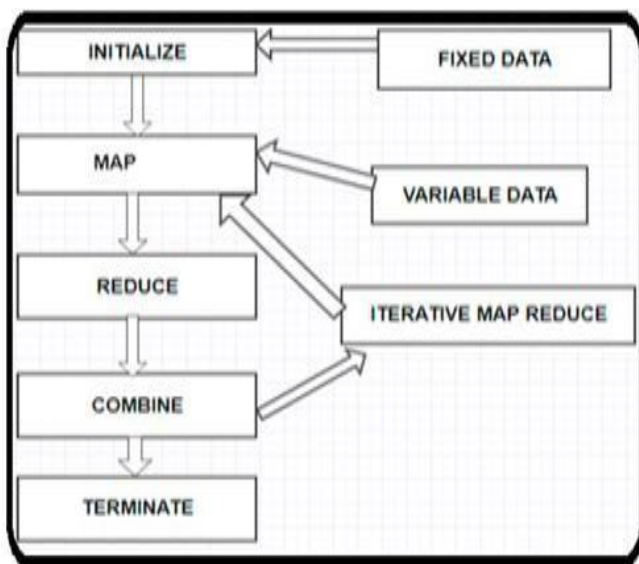 INITIALIZE
FIXED DATA
MAP
VARIABLE DATA
REDUCE
ITERATIVE MAP REDUCE
COMBINE
TERMINATE